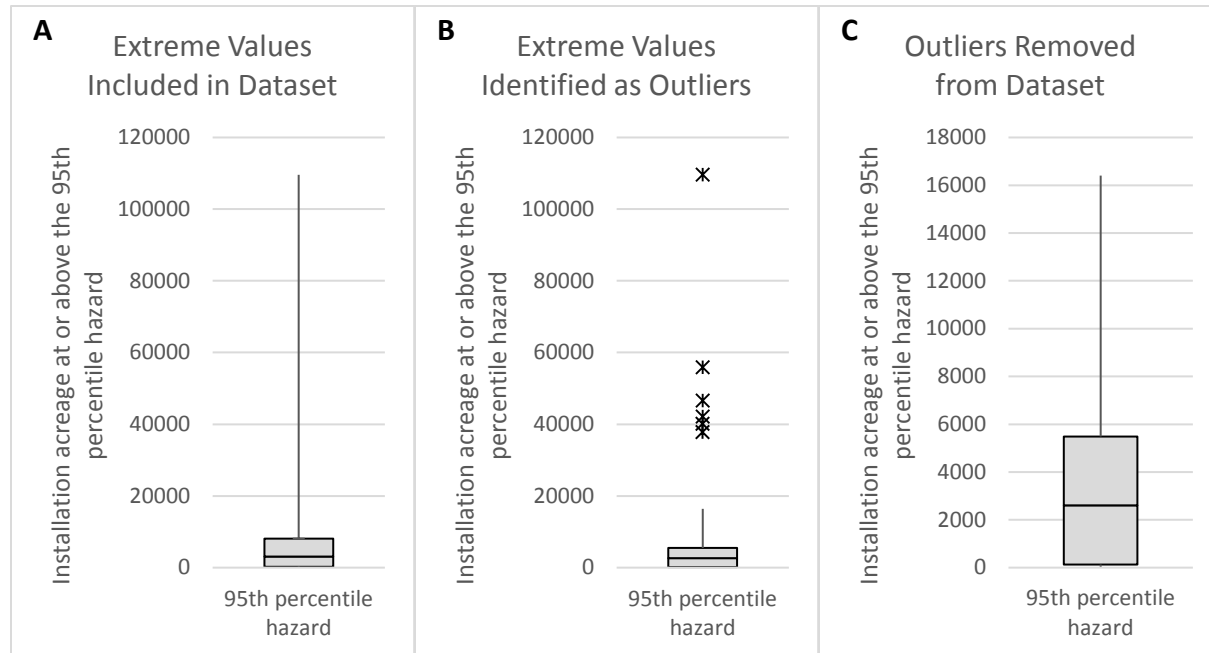 A
Extreme Values
Included in Dataset
Installation acreage at or above the 95th
percentile hazard
120000
100000
80000
60000
40000
20000
0
95th percentile
hazard
B
Extreme Values
Identified as Outliers
Installation acreage at or above the 95th
percentile hazard
120000
100000
80000
60000
40000
20000
0
95th percentile
hazard
C
Outliers Removed
from Dataset
Installation acreage at or above the 95th
percentile hazard
18000
16000
14000
12000
10000
8000
6000
4000
2000
0
95th percentile
hazard